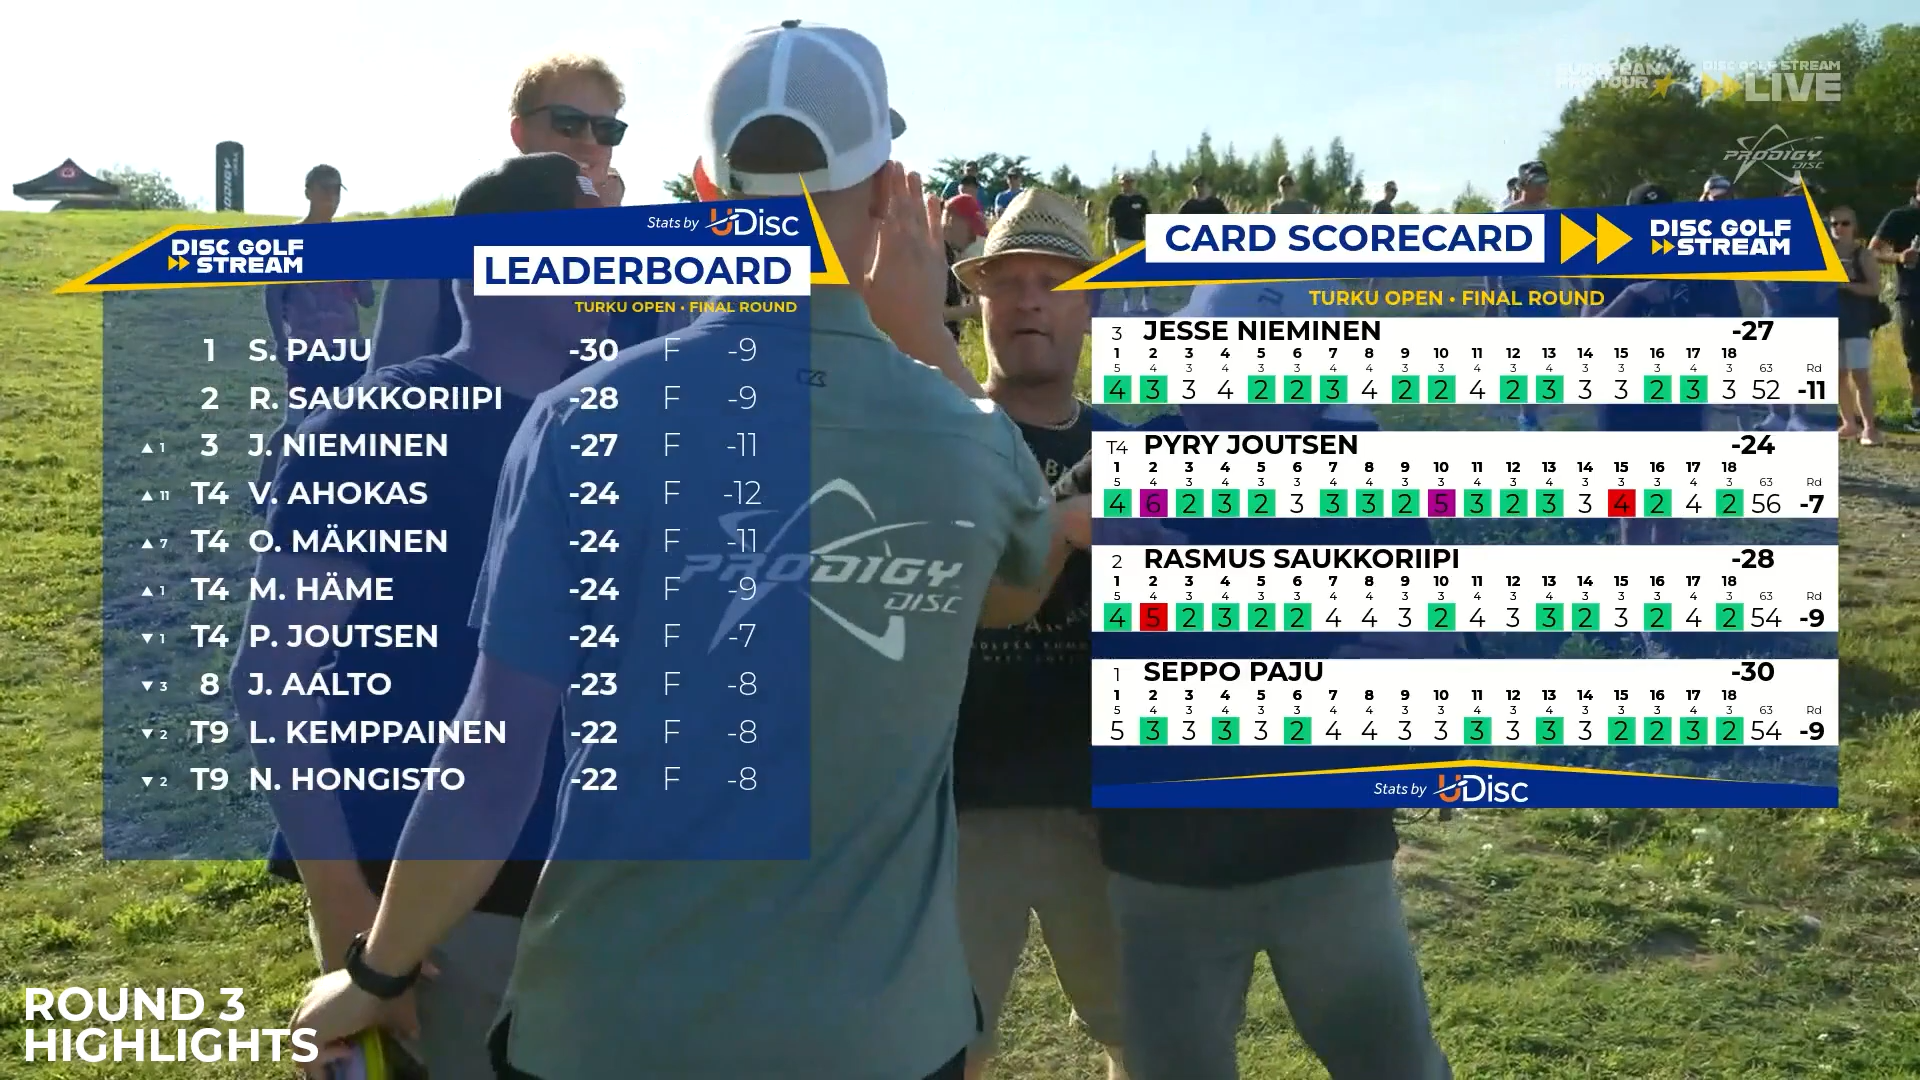 EUROPEAN
PRO TOUR
DISC GOLF STREAM
LIVE
PRODIGY
DISC
PRODIGY
Stats by UDisc
DISC GOLF
STREAM
LEADERBOARD
TURKU OPEN • FINAL ROUND
1 S. PAJU -30 F -9
2 R. SAUKKORIIPI -28 F -9
▲ 1 3 J. NIEMINEN -27 F -11
▲ 11 T4 V. AHOKAS -24 F -12
▲ 7 T4 O. MÄKINEN -24 F -11
▲ 1 T4 M. HÄME -24 F -9
▼ 1 T4 P. JOUTSEN -24 F -7
▼ 3 8 J. AALTO -23 F -8
▼ 2 T9 L. KEMPPAINEN -22 F -8
▼ 2 T9 N. HONGISTO -22 F -8
PRODIGY
DISC
CARD SCORECARD
DISC GOLF
STREAM
TURKU OPEN • FINAL ROUND
3 JESSE NIEMINEN -27
1 2 3 4 5 6 7 8 9 10 11 12 13 14 15 16 17 18
5 4 3 4 3 3 4 4 3 3 4 3 4 3 3 3 4 3 63 Rd
4 3 3 4 2 2 3 4 2 2 4 2 3 3 3 2 3 3 52 -11
T4 PYRY JOUTSEN -24
1 2 3 4 5 6 7 8 9 10 11 12 13 14 15 16 17 18
5 4 3 4 3 3 4 4 3 3 4 3 4 3 3 3 4 3 63 Rd
4 6 2 3 2 3 3 3 2 5 3 2 3 3 4 2 4 2 56 -7
2 RASMUS SAUKKORIIPI -28
1 2 3 4 5 6 7 8 9 10 11 12 13 14 15 16 17 18
5 4 3 4 3 3 4 4 3 3 4 3 4 3 3 3 4 3 63 Rd
4 5 2 3 2 2 4 4 3 2 4 3 3 2 3 2 4 2 54 -9
1 SEPPO PAJU -30
1 2 3 4 5 6 7 8 9 10 11 12 13 14 15 16 17 18
5 4 3 4 3 3 4 4 3 3 4 3 4 3 3 3 4 3 63 Rd
5 3 3 3 3 2 4 4 3 3 3 3 3 3 2 2 3 2 54 -9
Stats by UDisc
ROUND 3
HIGHLIGHTS